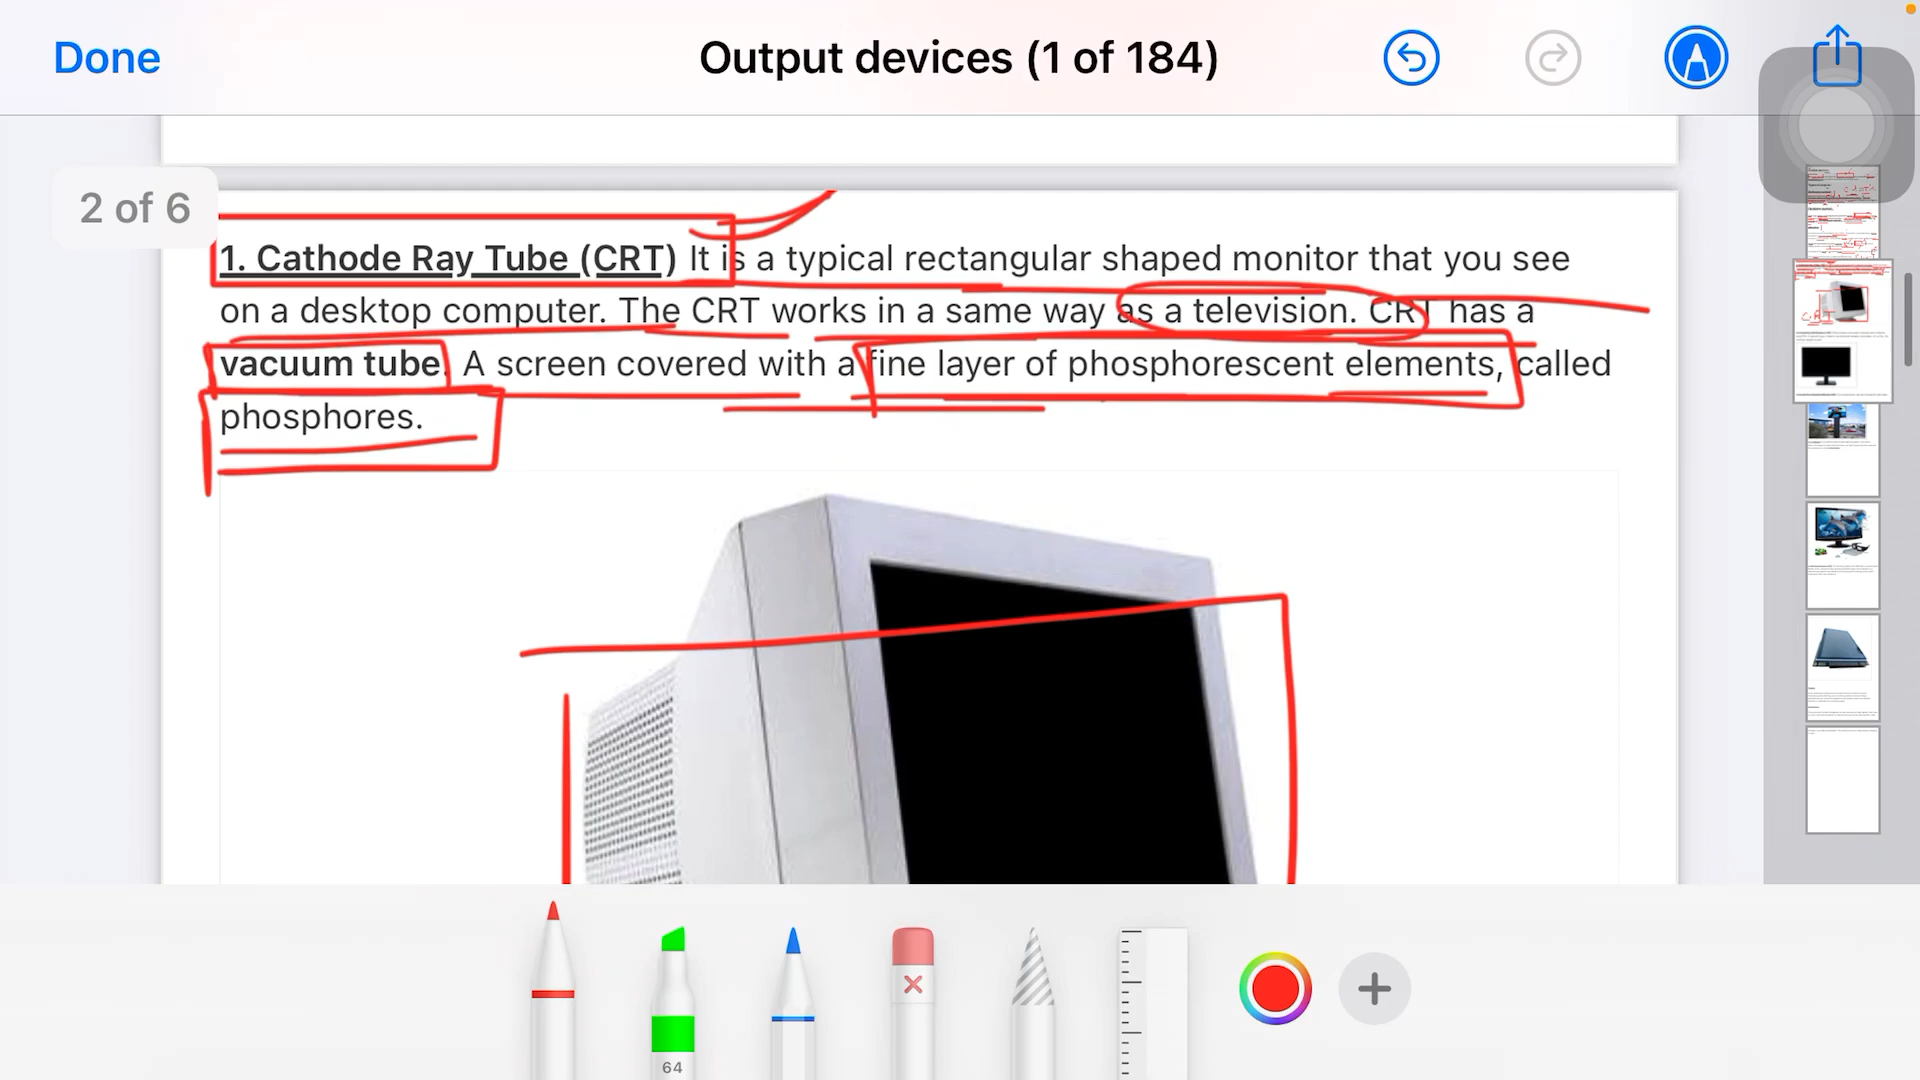 Done
Output devices (1 of 184)
2 of 6
1. Cathode Ray Tube (CRT) It is a typical rectangular shaped monitor that you see
on a desktop computer. The CRT works in a same way as a television. CRT has a
vacuum tube. A screen covered with a fine layer of phosphorescent elements, called
phosphores.
64